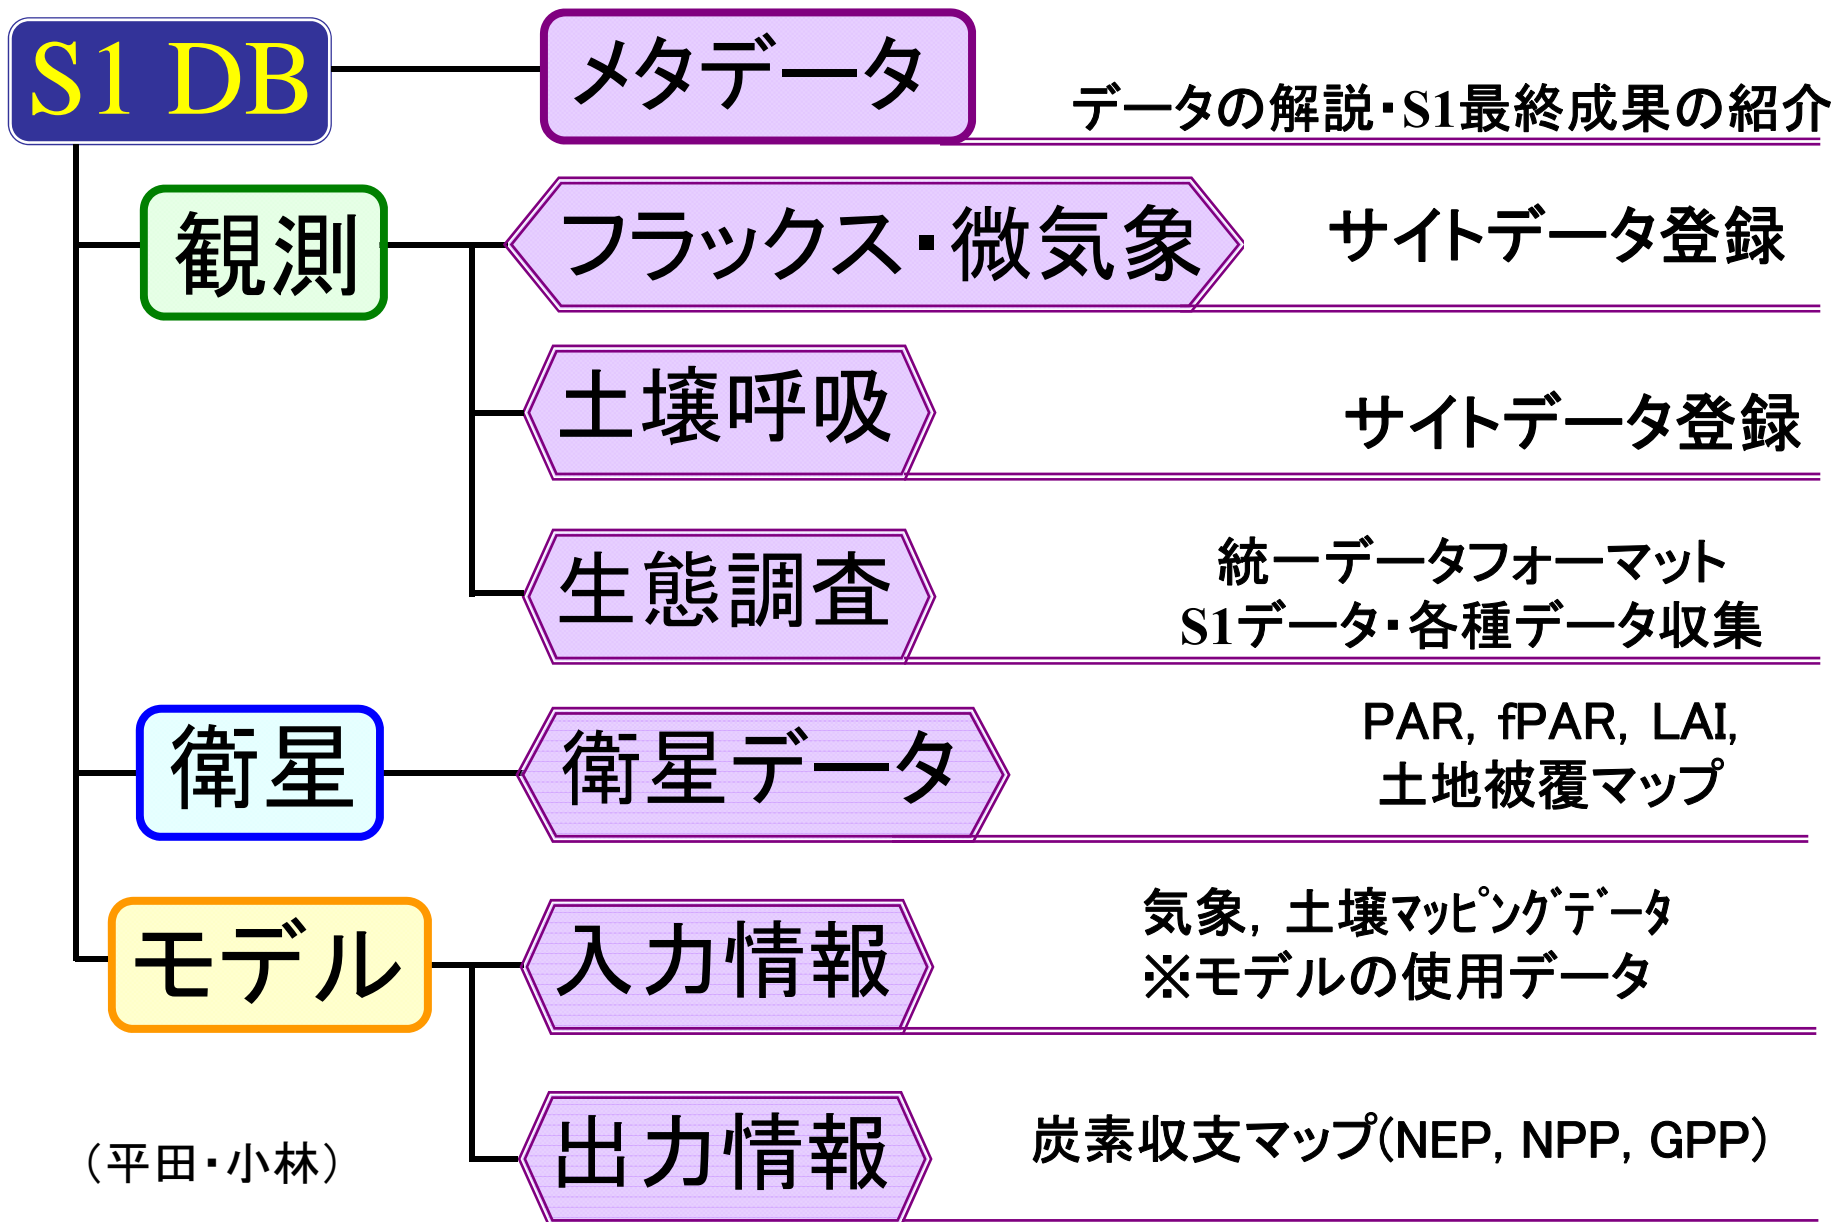 S1 DB
メタデータ
データの解説・S1最終成果の紹介
観測
フラックス・微気象
サイトデータ登録
土壌呼吸
サイトデータ登録
生態調査
統一データフォーマット
S1データ・各種データ収集
衛星
衛星データ
PAR, fPAR, LAI,
土地被覆マップ
モデル
入力情報
気象, 土壌ﾏｯﾋﾟﾝｸﾞﾃﾞｰﾀ
※モデルの使用データ
出力情報
炭素収支マップ(NEP, NPP, GPP)
（平田・小林）